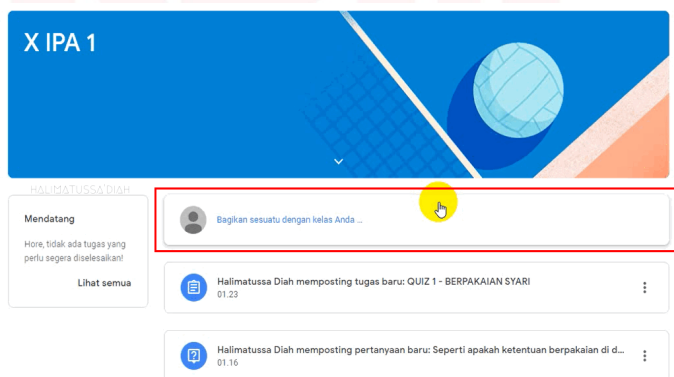 X IPA 1
HALIMATUSSA'DIAH
Mendatang
Hore, tidak ada tugas yang
perlu segera diselesaikan!
Lihat semua
Bagikan sesuatu dengan kelas Anda ...
Halimatussa Diah memposting tugas baru: QUIZ 1 - BERPAKAIAN SYARI
01.23
Halimatussa Diah memposting pertanyaan baru: Seperti apakah ketentuan berpakaian di d...
01.16